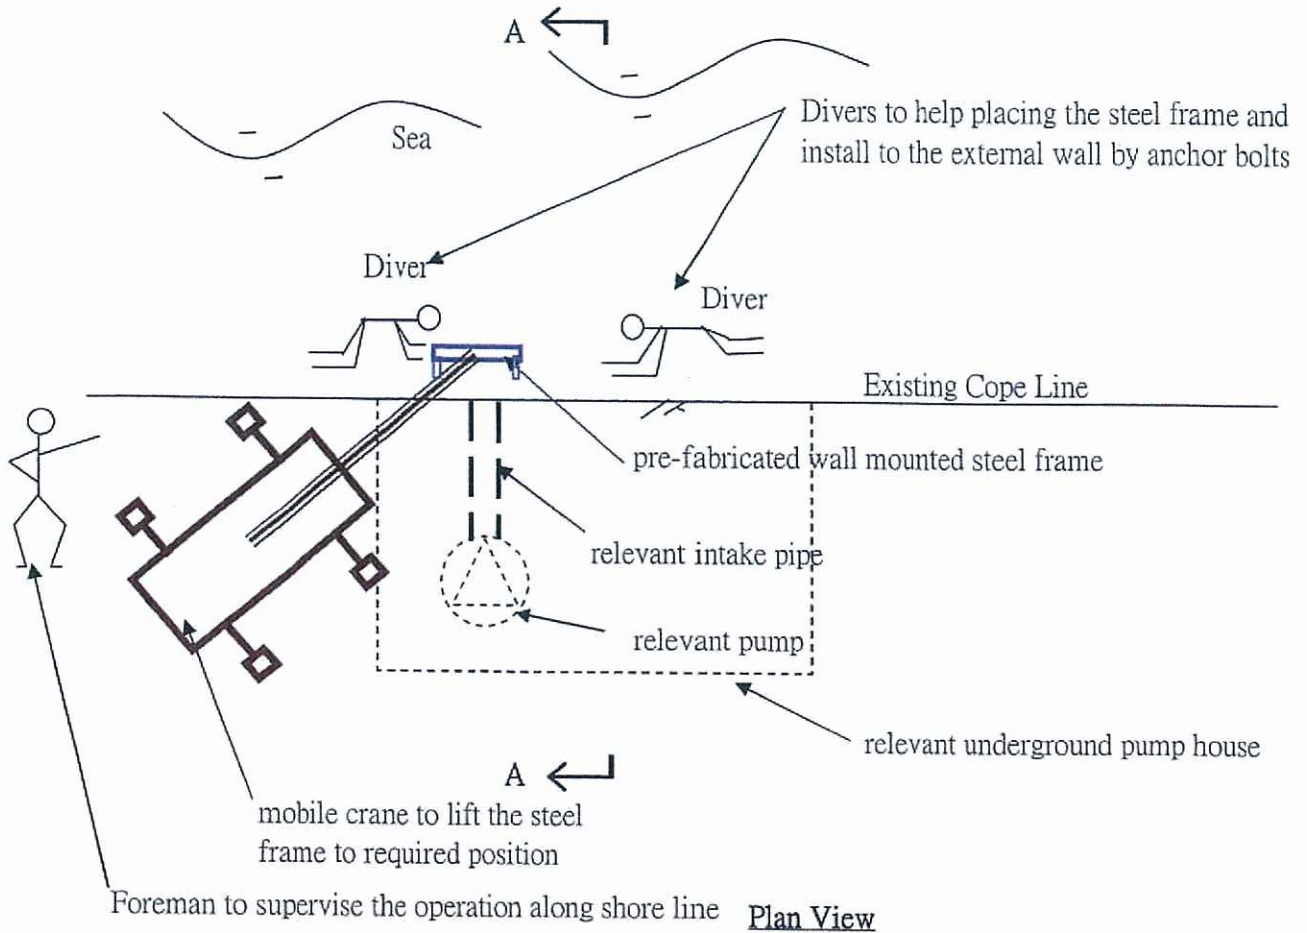 A
Sea
Divers to help placing the steel frame and
install to the external wall by anchor bolts
Diver
Diver
Existing Cope Line
pre-fabricated wall mounted steel frame
relevant intake pipe
relevant pump
relevant underground pump house
A
mobile crane to lift the steel
frame to required position
Foreman to supervise the operation along shore line
Plan View